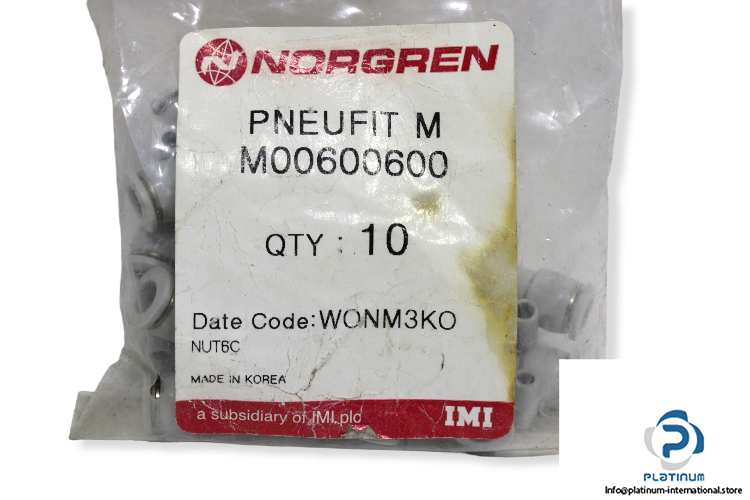 NORGREN
PNEUFIT M
M00600600
QTY : 10
Date Code:WONM3KO
NUT6C
MADE IN KOREA
a subsidiary of IMI plc
IMI
PLATINUM
Info@platinum-international.store